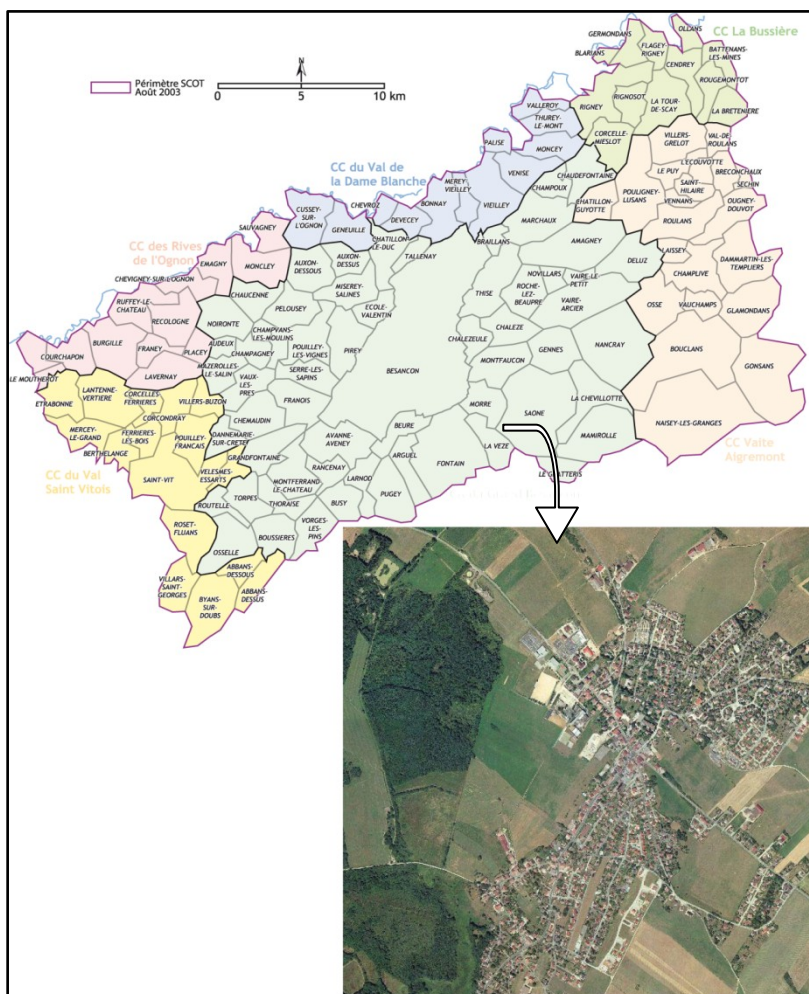 OLLANS
CC La Bussière
GERMONDANS
FLAGEY-
RIGNEY
BLARIANS
BATTENANS-
LES-MINES
CENDREY
ROUGEMONTOT
Périmètre SCOT
Août 2003
N
0
5
10 km
RIGNEY
RIGNOSOT
LA TOUR-
DE-SCAY
LA BRETENIERE
VALLEROY
THUREY-
LE-MONT
CORCELLE-
MIESLOT
VILLERS-
GRELOT
VAL-DE-
ROULANS
PALISE
MONCEY
L'ECOUVOTTE
LE PUY
BRECONCHAUX
CC du Val de
la Dame Blanche
CHAUDEFONTAINE
VENISE
CHAMPOUX
MEREY-
VIEILLEY
SECHIN
POULIGNEY-
LUSANS
SAINT-
HILAIRE
CHATILLON-
GUYOTTE
VENNANS
OUGNEY-
DOUVOT
CUSSEY-
SUR-
L'OGNON
CHEVROZ
DEVECEY
BONNAY
VIEILLEY
MARCHAUX
ROULANS
SAUVAGNEY
GENEUILLE
CHATILLON-
LE-DUC
BRAILLANS
AMAGNEY
CC des Rives
de l'Ognon
TALLENAY
LAISSEY
DAMMARTIN-LES-
TEMPLIERS
EMAGNY
MONCLEY
AUXON-
DESSOUS
AUXON-
DESSUS
DELUZ
CHAMPLIVE
CHEVIGNEY-SUR-L'OGNON
NOVILLARS
VAIRE-LE-
PETIT
MISEREY-
SALINES
ROCHE-
LEZ-
BEAUPRE
CHAUCENNE
PELOUSEY
THISE
OSSE
VAUCHAMPS
RUFFEY-LE-
CHATEAU
ECOLE-
VALENTIN
VAIRE-
ARCIER
GLAMONDANS
RECOLOGNE
NOIRONTE
CHAMPVANS-
LES-MOULINS
CHALEZE
BURGILLE
AUDEUX
POUILLEY-
LES-VIGNES
PIREY
CHALEZEULE
GENNES
NANCRAY
BOUCLANS
COURCHAPON
FRANEY
PLACEY
CHAMPAGNEY
MONTFAUCON
GONSANS
LE MOUTHEROT
MAZEROLLES-
LE-SALIN
SERRE-LES-
SAPINS
BESANCON
LAVERNAY
VAUX-
LES-
PRES
LA CHEVILLOTTE
ETRABONNE
LANTENNE-
VERTIERE
CORCELLES
FERRIERES
VILLERS-BUZON
FRANOIS
MORRE
SAONE
NAISEY-LES-GRANGES
CORCONDRAY
CHEMAUDIN
BEURE
MERCEY-
LE-GRAND
FERRIERES-
LES-BOIS
POUILLEY-
FRANCAIS
DANNEMARIE-
SUR-CRETE
AVANNE-
AVENEY
LA VEZE
MAMIROLLE
CC Valte
Aigremont
BERTHELANGE
GRANDFONTAINE
ARGUEL
FONTAIN
CC du Val
Saint Vitois
SAINT-VIT
VELESMES-
ESSARTS
RANCENAY
LARNOD
LE GRATTERIS
MONTFERRAND-
LE-CHATEAU
TORPES
THORAISE
BUSY
PUGEY
ROUTELLE
ROSET-
FLUANS
OSSELLE
BOUSSIERES
VORGES-
LES-
PINS
ABBANS-
DESSOUS
VILLARS-
SAINT-
GEORGES
BYANS-
SUR-
DOUBS
ABBANS-
DESSUS